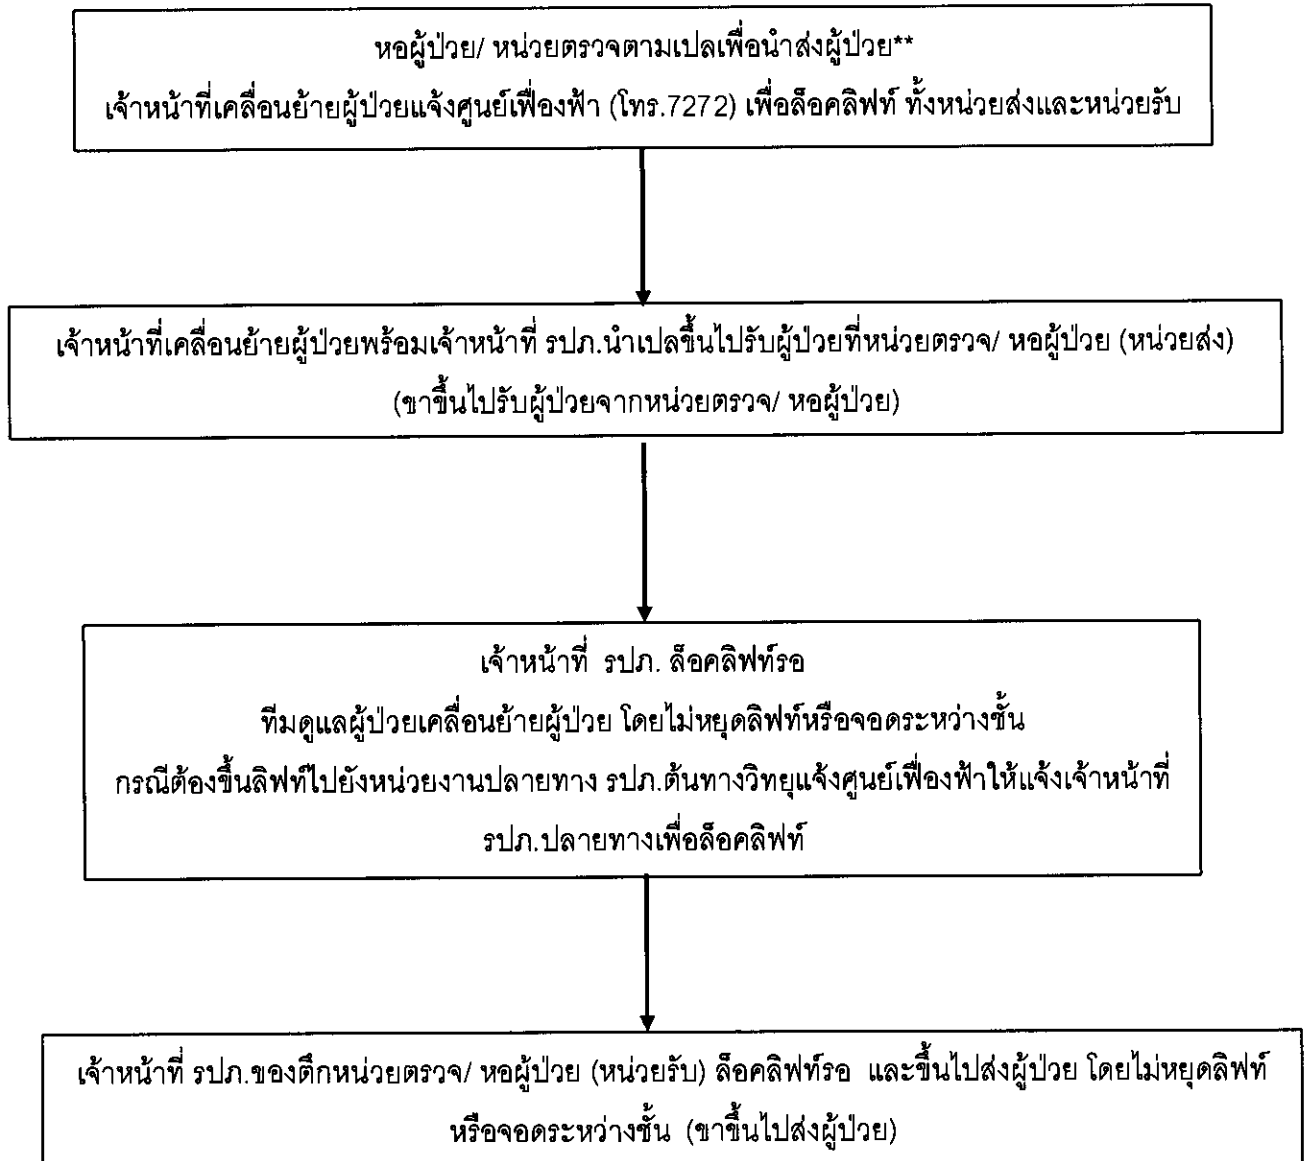 หอผู้ป่วย/ หน่วยตรวจตามเปลเพื่อนำส่งผู้ป่วย**
เจ้าหน้าที่เคลื่อนย้ายผู้ป่วยแจ้งศูนย์เฟื่องฟ้า (โทร.7272) เพื่อล็อคลิฟท์ ทั้งหน่วยส่งและหน่วยรับ
เจ้าหน้าที่เคลื่อนย้ายผู้ป่วยพร้อมเจ้าหน้าที่ รปภ.นำเปลขึ้นไปรับผู้ป่วยที่หน่วยตรวจ/ หอผู้ป่วย (หน่วยส่ง)
(ขาขึ้นไปรับผู้ป่วยจากหน่วยตรวจ/ หอผู้ป่วย)
เจ้าหน้าที่ รปภ. ล็อคลิฟท์รอ
ทีมดูแลผู้ป่วยเคลื่อนย้ายผู้ป่วย โดยไม่หยุดลิฟท์หรือจอดระหว่างชั้น
กรณีต้องขึ้นลิฟท์ไปยังหน่วยงานปลายทาง รปภ.ต้นทางวิทยุแจ้งศูนย์เฟื่องฟ้าให้แจ้งเจ้าหน้าที่
รปภ.ปลายทางเพื่อล็อคลิฟท์
เจ้าหน้าที่ รปภ.ของตึกหน่วยตรวจ/ หอผู้ป่วย (หน่วยรับ) ล็อคลิฟท์รอ และขึ้นไปส่งผู้ป่วย โดยไม่หยุดลิฟท์
หรือจอดระหว่างชั้น (ขาขึ้นไปส่งผู้ป่วย)